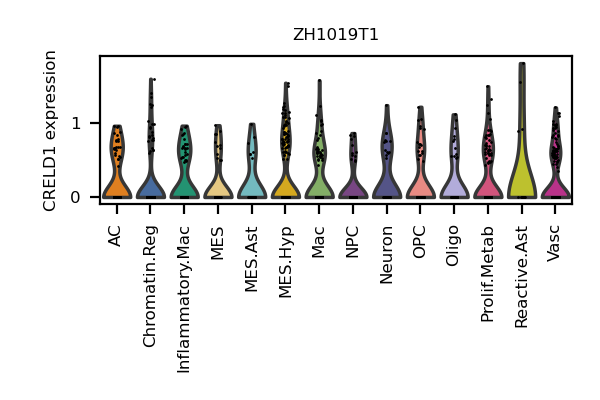 ZH1019T1
CRELD1 expression
1
0
AC
Chromatin.Reg
Inflammatory.Mac
MES
MES.Ast
MES.Hyp
Mac
NPC
Neuron
OPC
Oligo
Prolif.Metab
Reactive.Ast
Vasc